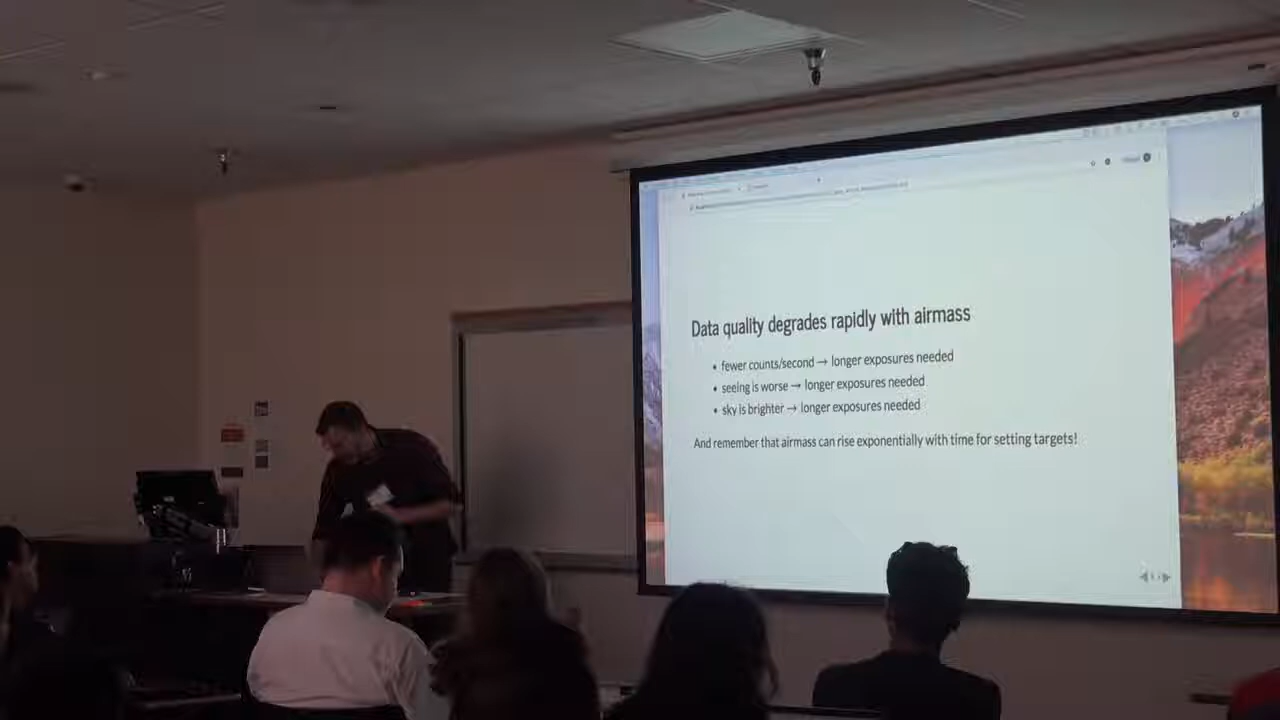 Data quality degrades rapidly with airmass
• fewer counts/second → longer exposures needed
• seeing is worse → longer exposures needed
• sky is brighter → longer exposures needed
And remember that airmass can rise exponentially with time for setting targets!